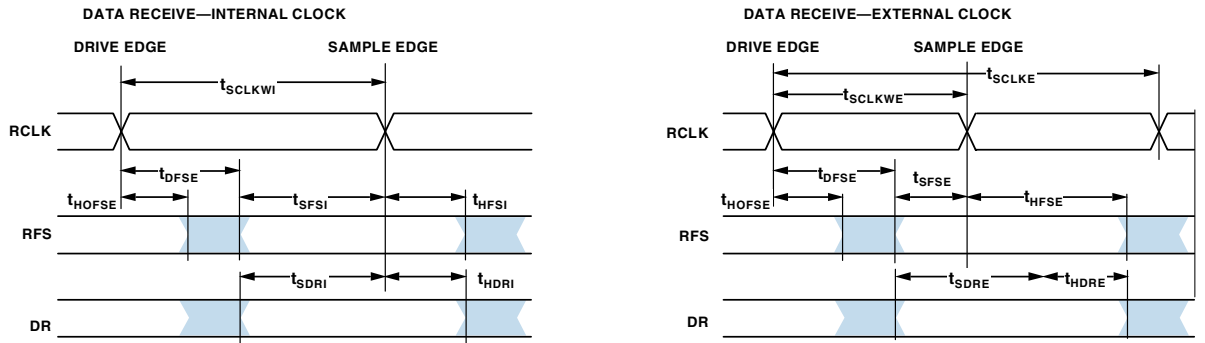 DATA RECEIVE—INTERNAL CLOCK
DRIVE EDGE
SAMPLE EDGE
tSCLKWI
RCLK
tDFSE
tHOFSE
tSFSI
tHFSI
RFS
tSDRI
tHDRI
DR
DATA RECEIVE—EXTERNAL CLOCK
DRIVE EDGE
SAMPLE EDGE
tSCLKE
tSCLKWE
RCLK
tDFSE
tSFSE
tHOFSE
tHFSE
RFS
tSDRE
tHDRE
DR